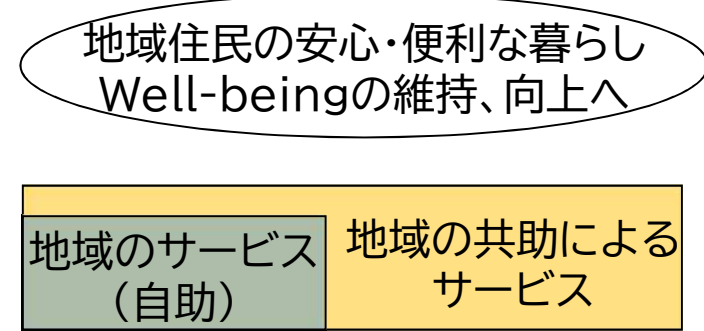 地域住民の安心・便利な暮らし
Well-beingの維持、向上へ
地域のサービス
（自助）
地域の共助による
サービス